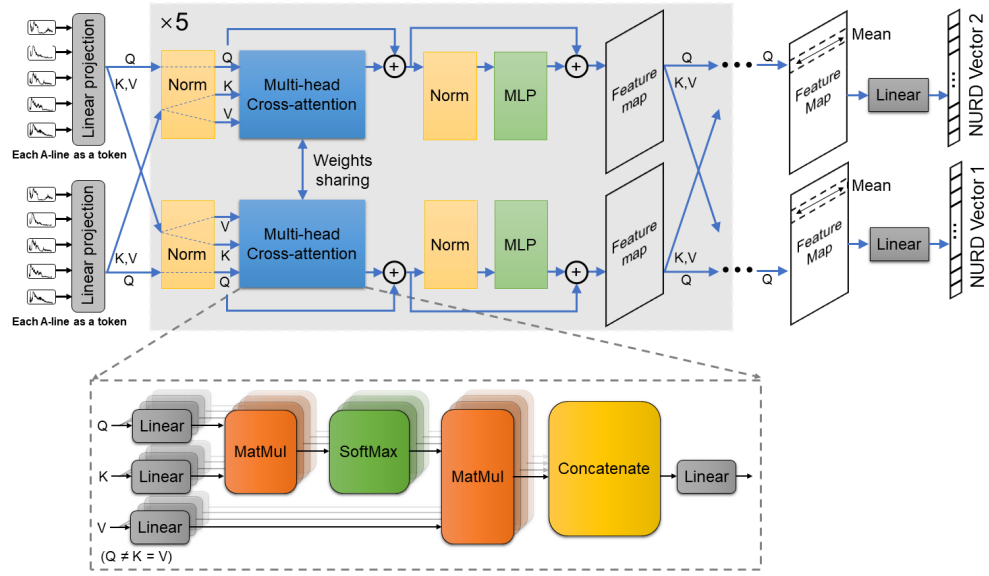 ×5
Linear projection
Each A-line as a token
Q
K,V
Norm
Q
K
V
Multi-head
Cross-attention
Norm
MLP
Feature
map
Q
K,V
Q
Feature
Map
Mean
Linear
NURD Vector 2
Weights
sharing
Linear projection
Each A-line as a token
K,V
Q
Norm
V
K
Q
Multi-head
Cross-attention
Norm
MLP
Feature
map
K,V
Q
Q
Feature
Map
Mean
Linear
NURD Vector 1
Q
Linear
K
Linear
V
Linear
(Q ≠ K = V)
MatMul
SoftMax
MatMul
Concatenate
Linear